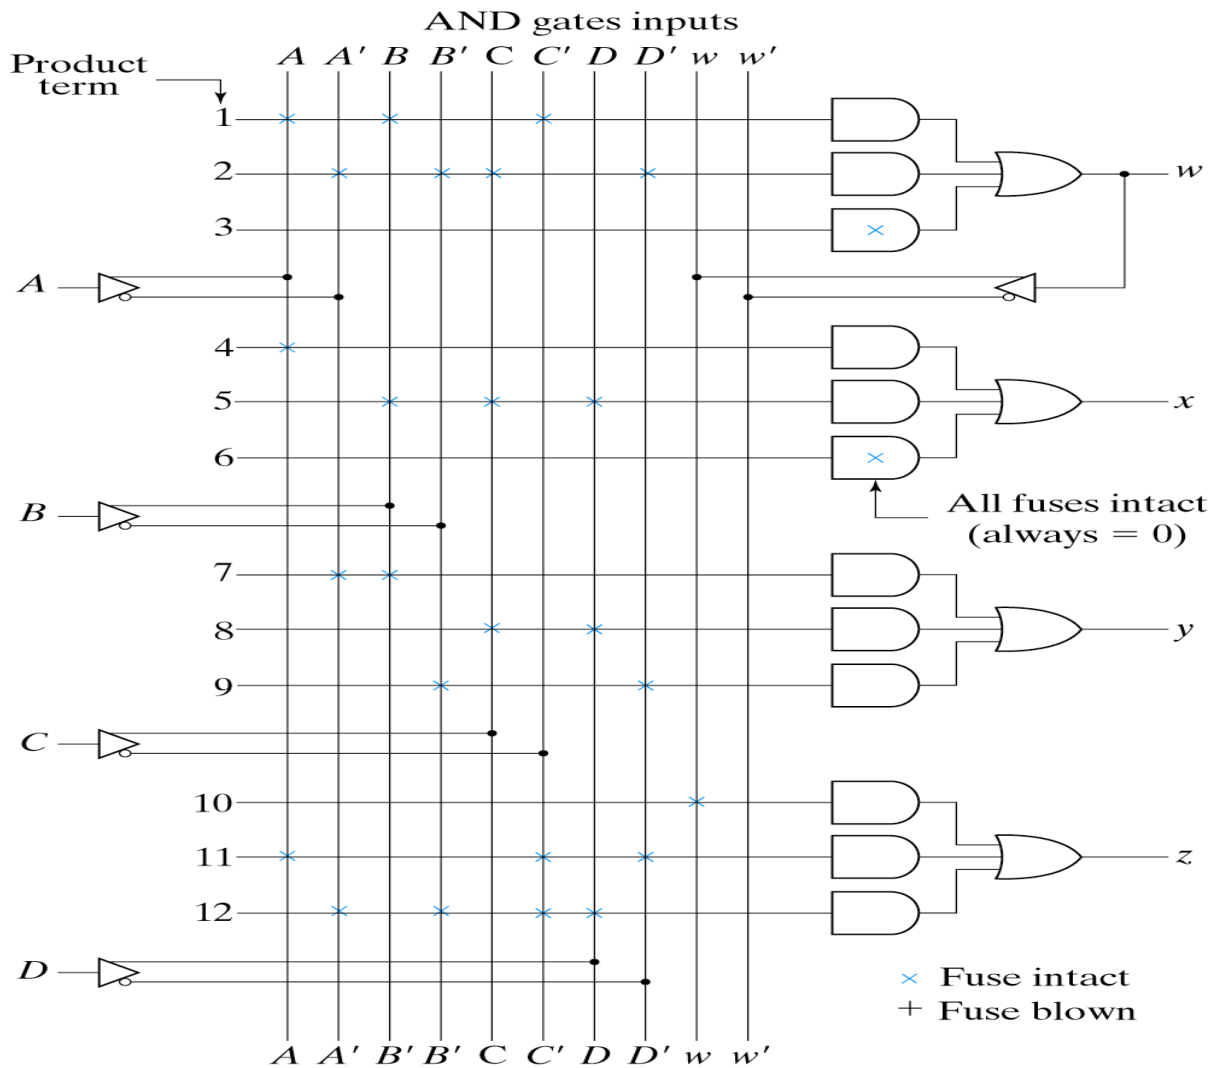 AND gates inputs
A A′ B B′ C C′ D D′ w w′
Product
term
1
2
w
3
A
4
5
x
6
B
All fuses intact
(always = 0)
7
8
y
9
C
10
11
z
12
D
× Fuse intact
+ Fuse blown
A A′ B′ B′ C C′ D D′ w w′